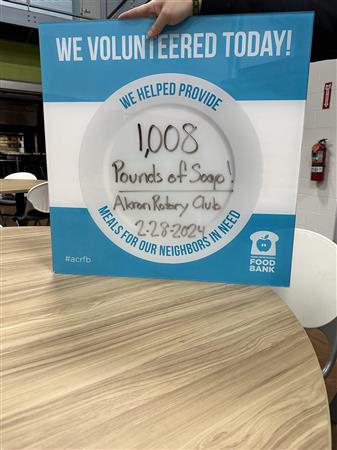 WE VOLUNTEERED TODAY!
WE HELPED PROVIDE
1,008
Pounds of Soap!
Akron Rotary Club
2-28-2024
MEALS FOR OUR NEIGHBORS IN NEED
#acrfb
FOOD
BANK